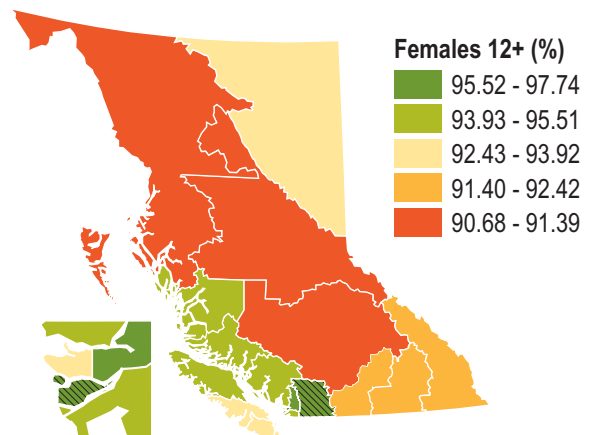 Females 12+ (%)
95.52 - 97.74
93.93 - 95.51
92.43 - 93.92
91.40 - 92.42
90.68 - 91.39